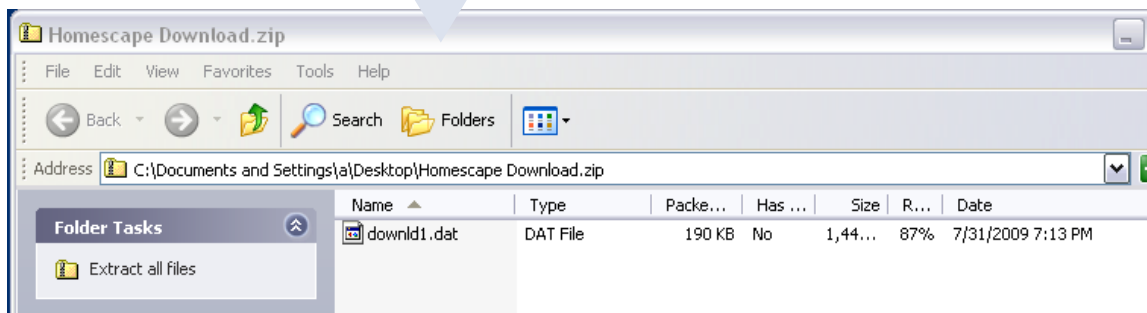 Homescape Download.zip
File Edit View Favorites Tools Help
Back Search Folders
Address C:\Documents and Settings\a\Desktop\Homescape Download.zip
Name Type Packe... Has ... Size R... Date
Folder Tasks
downld1.dat DAT File 190 KB No 1,44... 87% 7/31/2009 7:13 PM
Extract all files